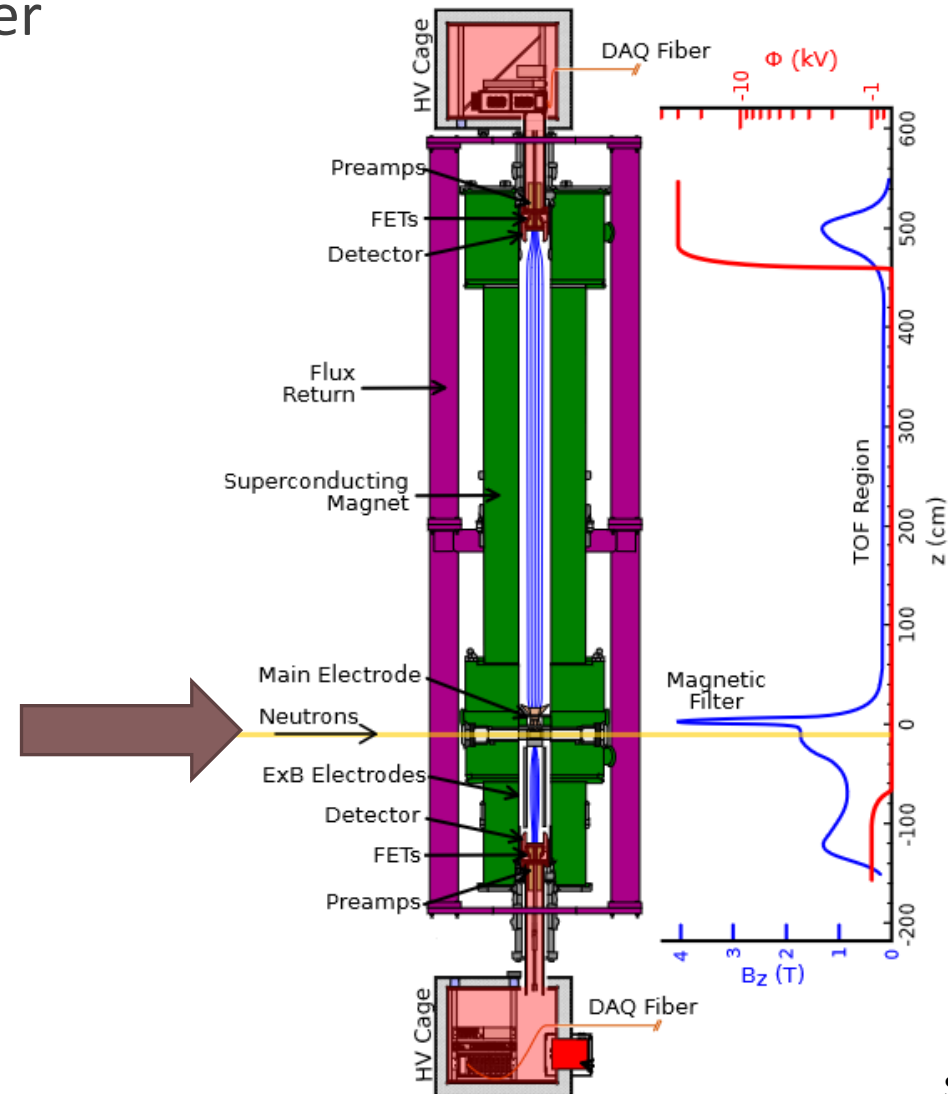 er
HV Cage
DAQ Fiber
Φ (kV)
-10
-1
Preamps
FETs
Detector
Flux
Return
Superconducting
Magnet
Main Electrode
Neutrons
ExB Electrodes
Detector
FETs
Preamps
HV Cage
DAQ Fiber
Magnetic
Filter
TOF Region
z (cm)
600
500
400
300
200
100
0
-100
-200
4
3
2
1
0
Bz (T)